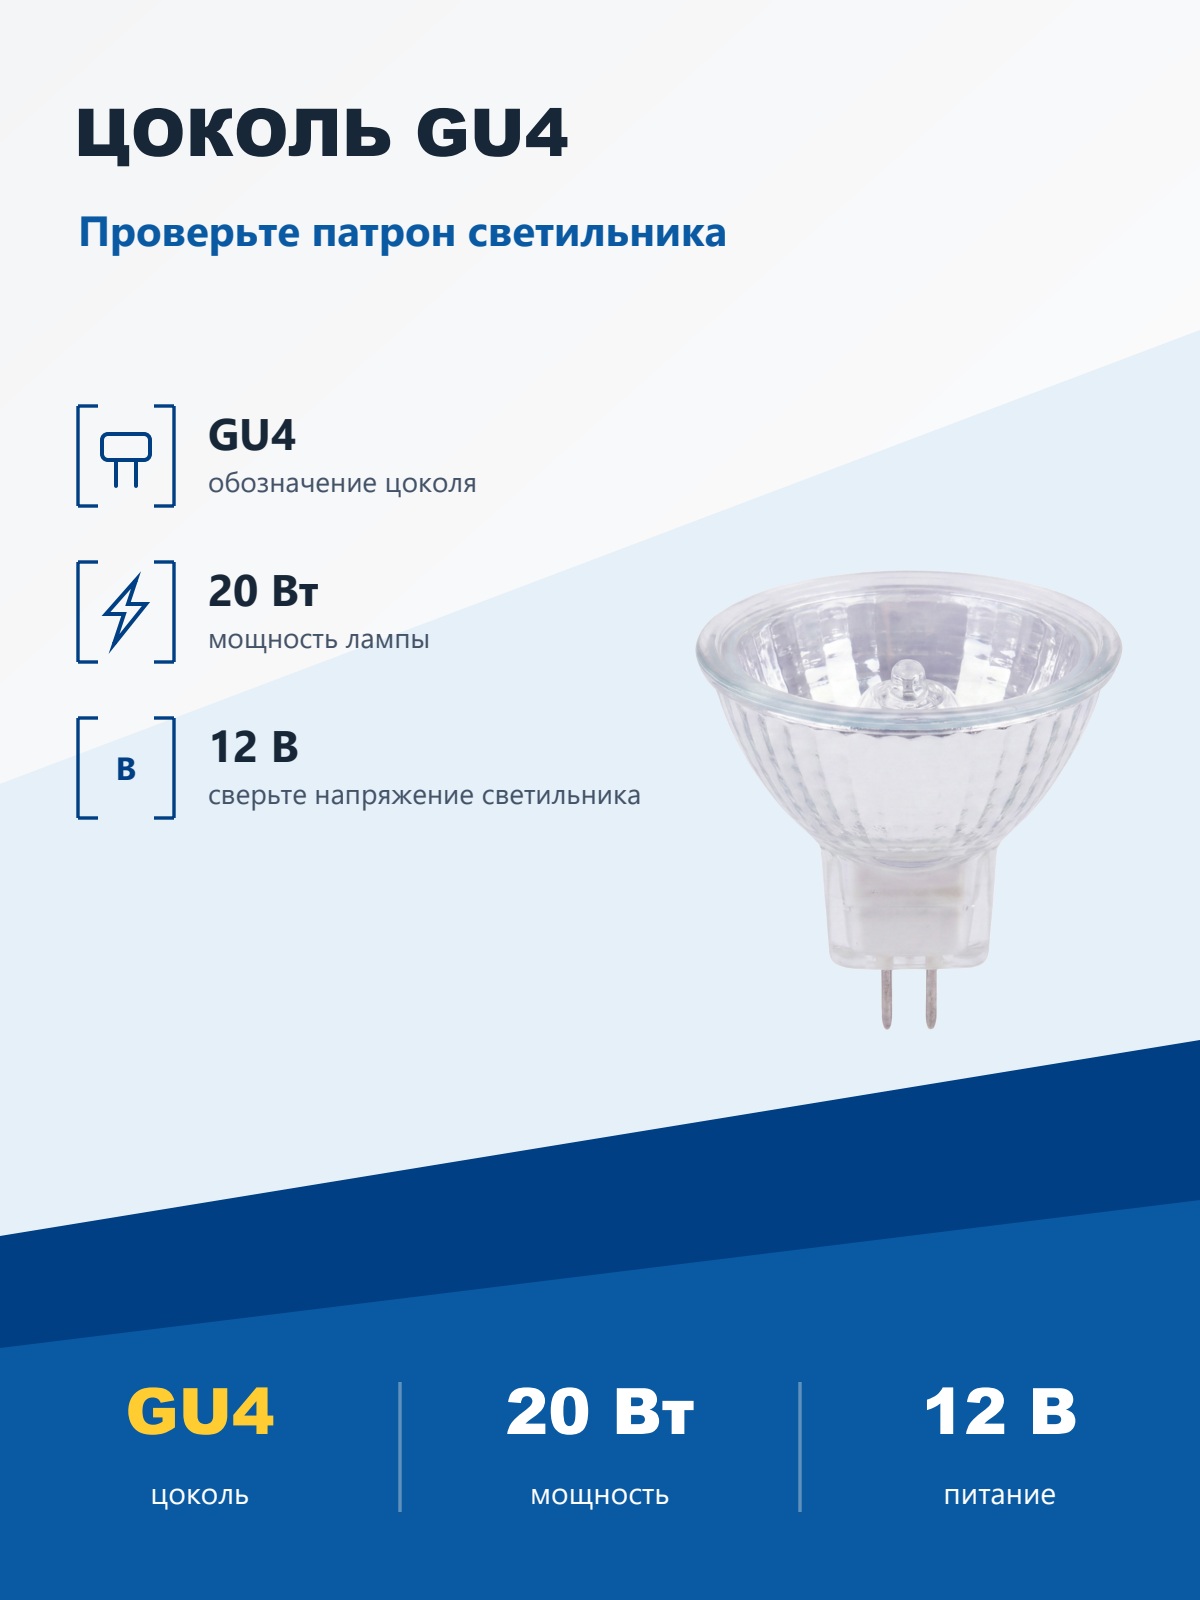 ЦОКОЛЬ GU4
Проверьте патрон светильника
GU4
обозначение цоколя
20 Вт
мощность лампы
В
12 В
сверьте напряжение светильника
GU4
20 Вт
12 В
цоколь
мощность
питание